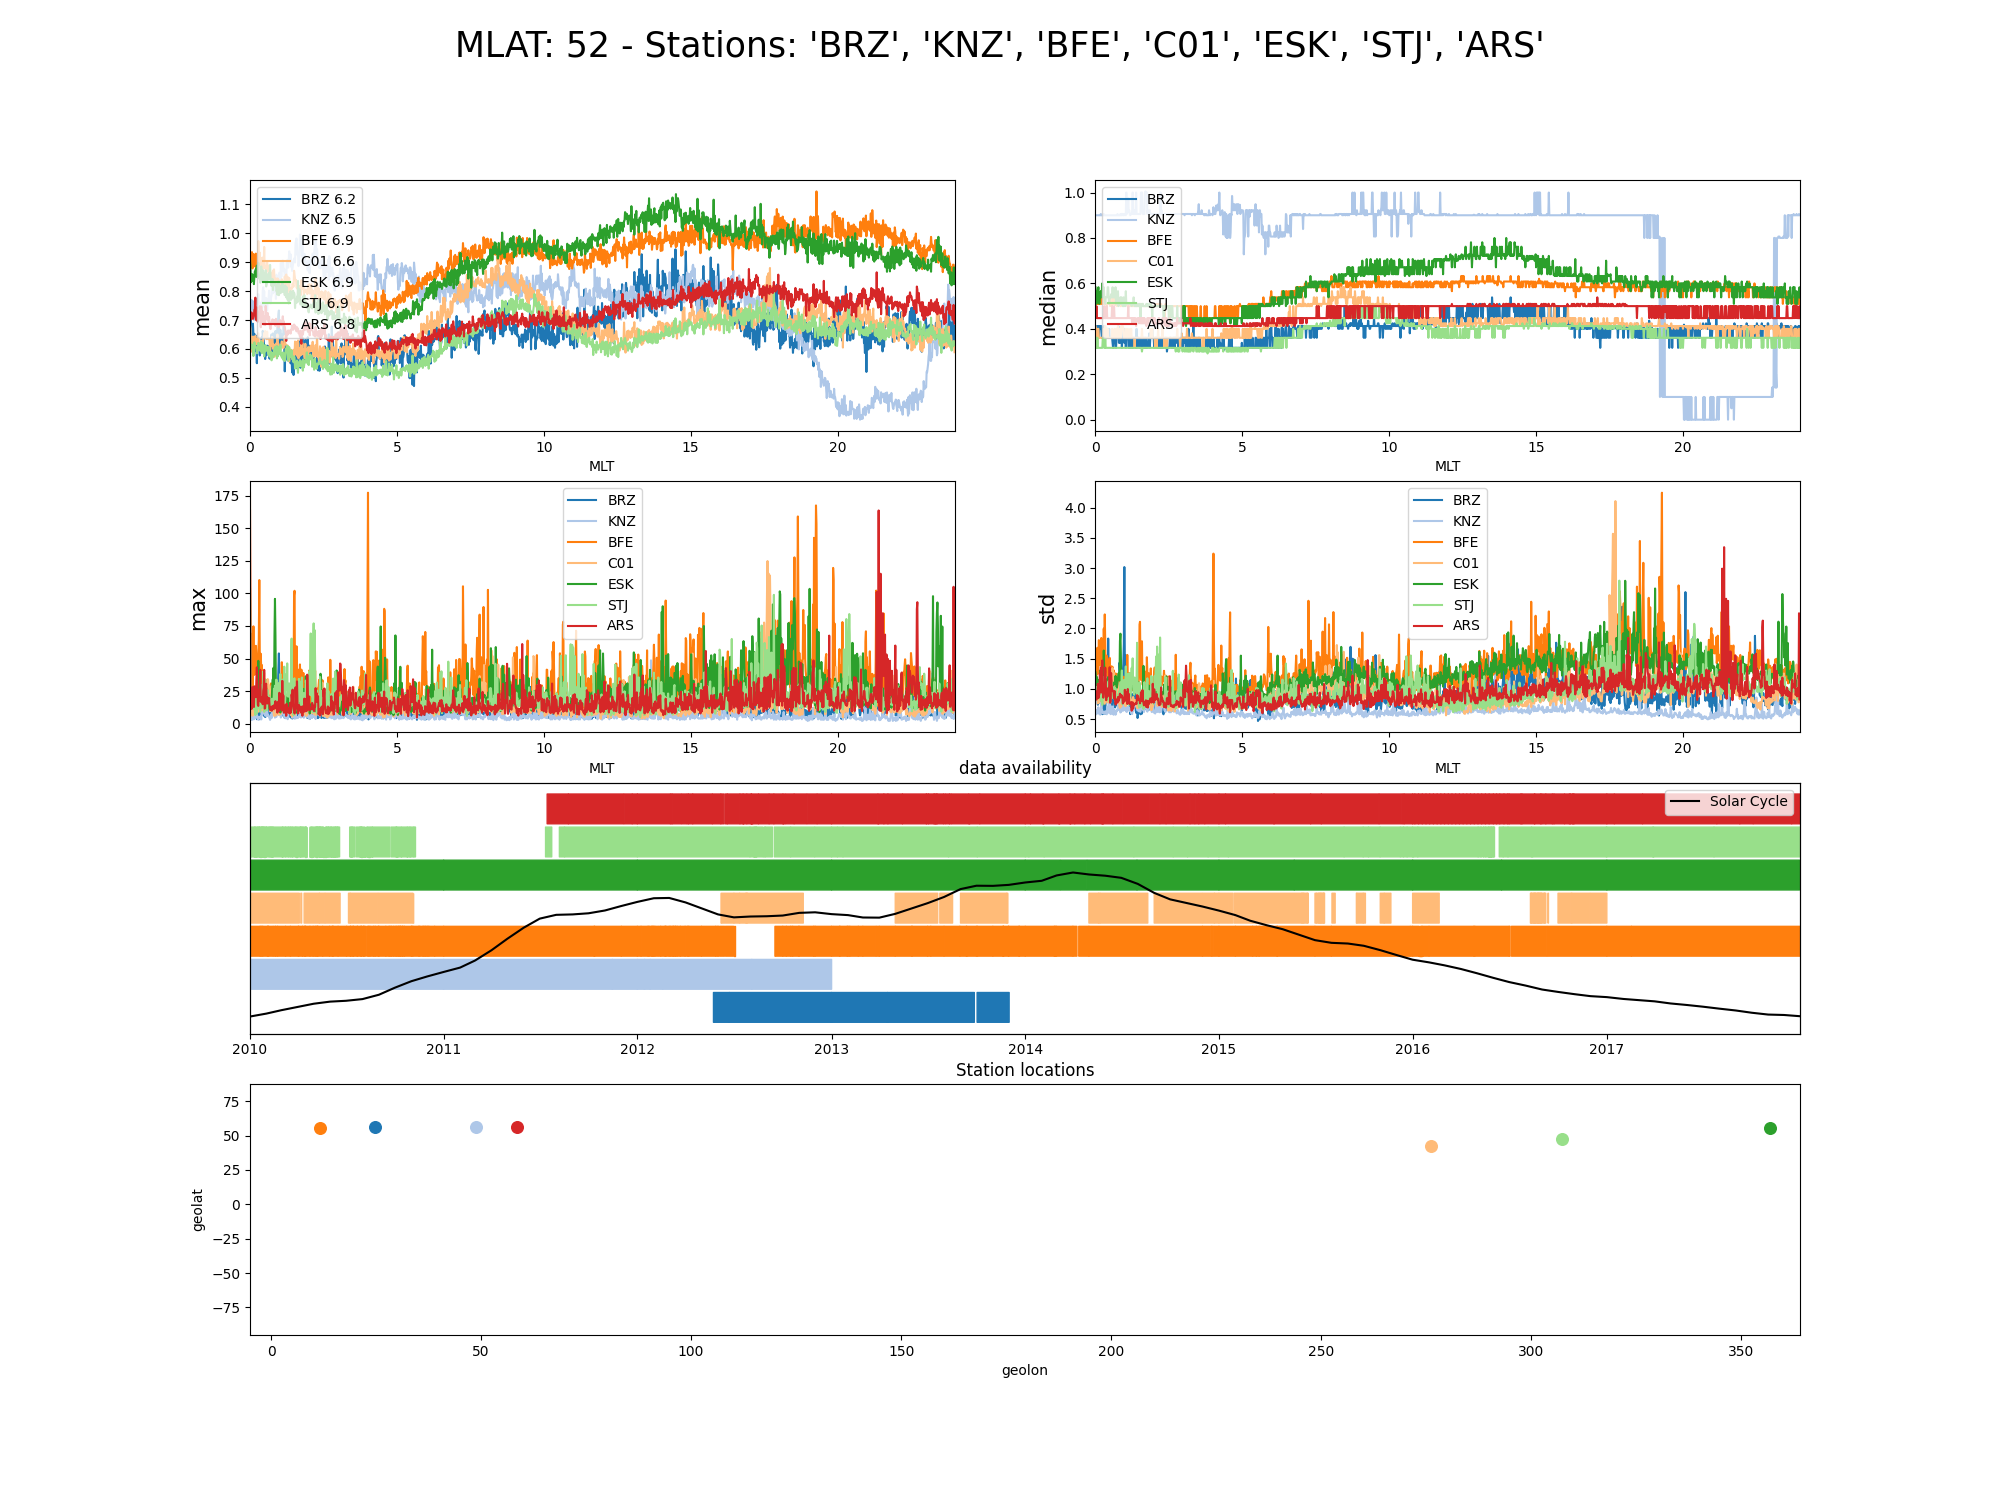 MLAT: 52 - Stations: 'BRZ', 'KNZ', 'BFE', 'C01', 'ESK', 'STJ', 'ARS'
mean
1.1
1.0
0.9
0.8
0.7
0.6
0.5
0.4
BRZ 6.2
KNZ 6.5
BFE 6.9
C01 6.6
ESK 6.9
STJ 6.9
ARS 6.8
0 5 10 15 20
MLT
median
1.0
0.8
0.6
0.4
0.2
0.0
BRZ
KNZ
BFE
C01
ESK
STJ
ARS
0 5 10 15 20
MLT
max
175
150
125
100
75
50
25
0
BRZ
KNZ
BFE
C01
ESK
STJ
ARS
0 5 10 15 20
MLT
std
4.0
3.5
3.0
2.5
2.0
1.5
1.0
0.5
BRZ
KNZ
BFE
C01
ESK
STJ
ARS
0 5 10 15 20
MLT
data availability
Solar Cycle
2010 2011 2012 2013 2014 2015 2016 2017
Station locations
geolat
75
50
25
0
−25
−50
−75
0 50 100 150 200 250 300 350
geolon